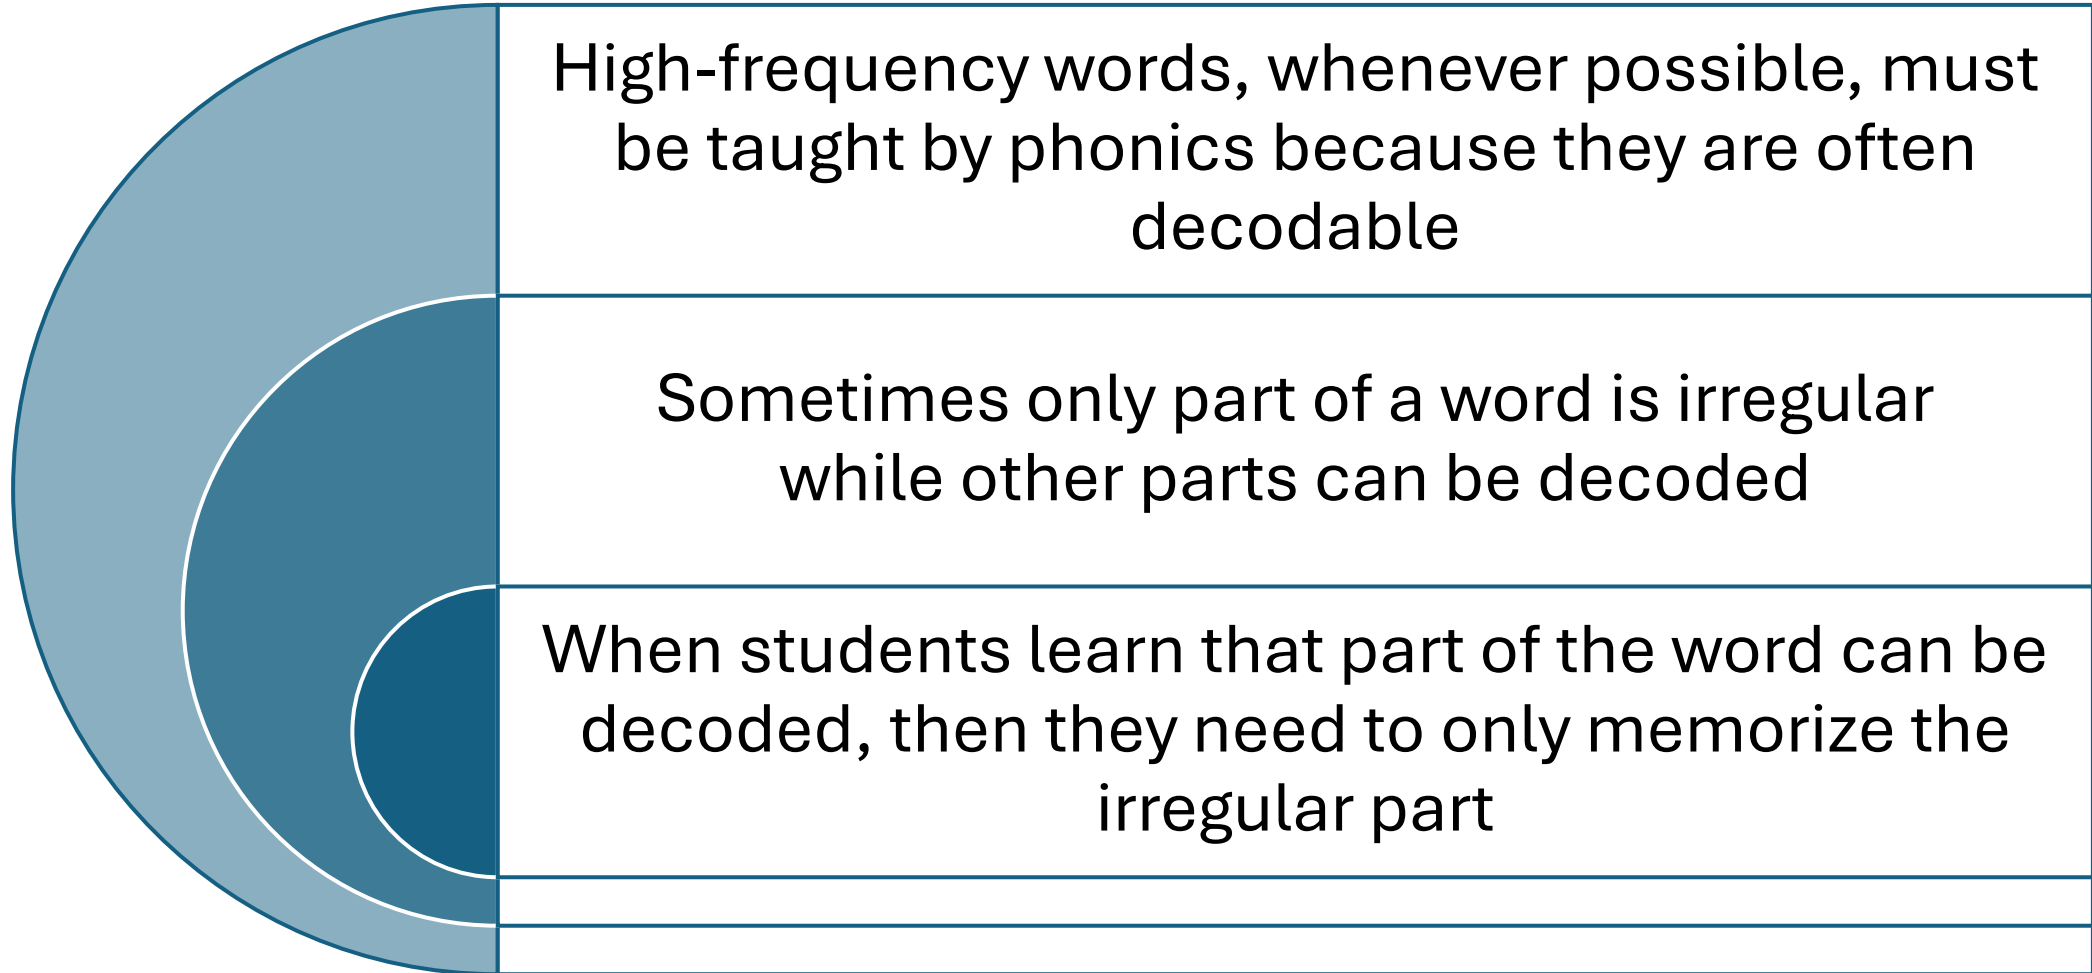 High-frequency words, whenever possible, must
be taught by phonics because they are often
decodable
Sometimes only part of a word is irregular
while other parts can be decoded
When students learn that part of the word can be
decoded, then they need to only memorize the
irregular part